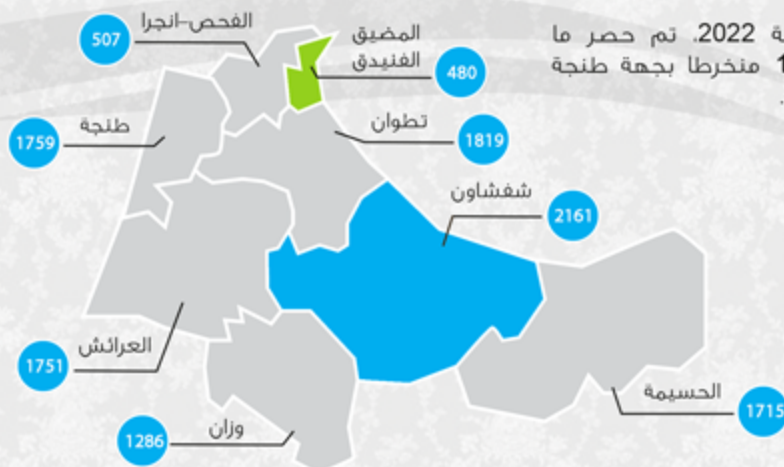 ة 2022. تم حصر ما
منخرطا بجهة طنجة
الفحص-انجرا
507
المضيق
الفنيدق
480
طنجة
1759
تطوان
1819
شفشاون
2161
العرائش
1751
الحسيمة
1715
وزان
1286